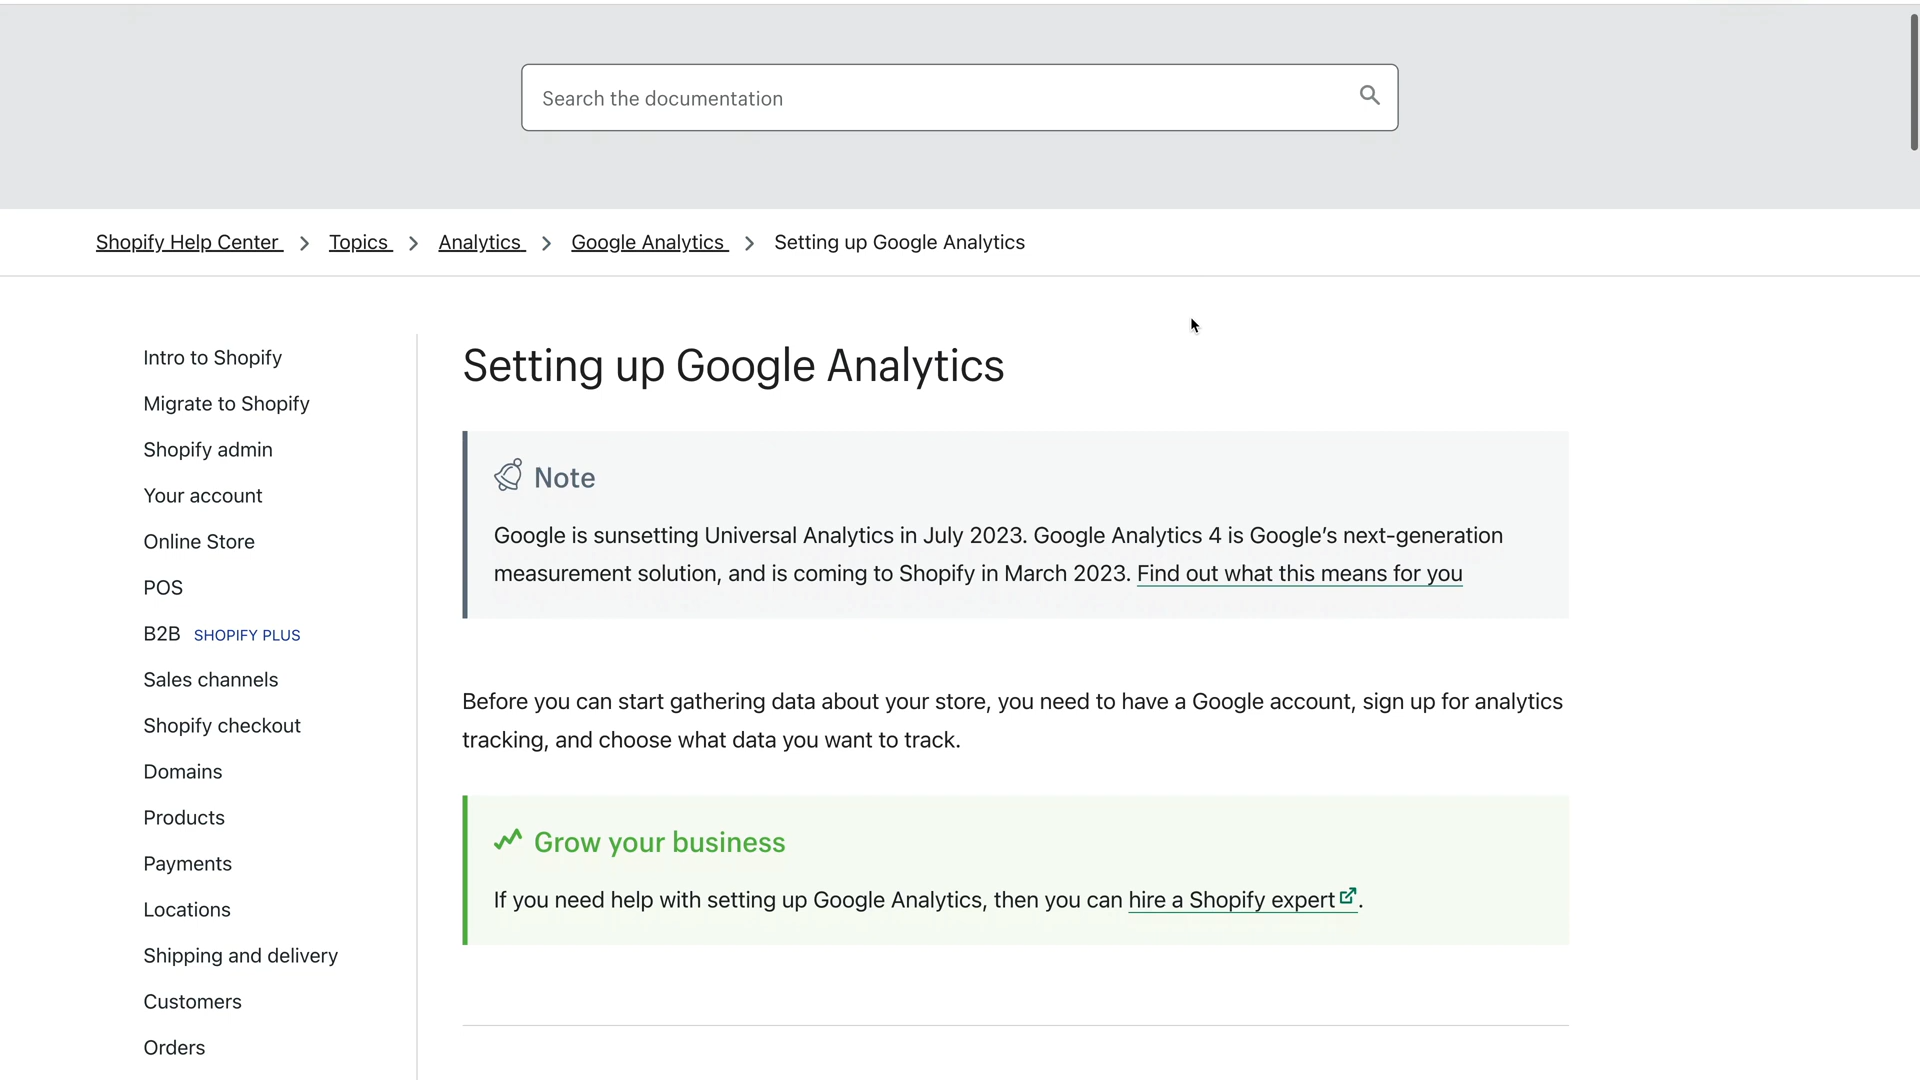 Search the documentation
Shopify Help Center > Topics > Analytics > Google Analytics > Setting up Google Analytics
Intro to Shopify
Migrate to Shopify
Shopify admin
Your account
Online Store
POS
B2B SHOPIFY PLUS
Sales channels
Shopify checkout
Domains
Products
Payments
Locations
Shipping and delivery
Customers
Orders
Setting up Google Analytics
Note
Google is sunsetting Universal Analytics in July 2023. Google Analytics 4 is Google’s next-generation
measurement solution, and is coming to Shopify in March 2023. Find out what this means for you
Before you can start gathering data about your store, you need to have a Google account, sign up for analytics
tracking, and choose what data you want to track.
Grow your business
If you need help with setting up Google Analytics, then you can hire a Shopify expert.